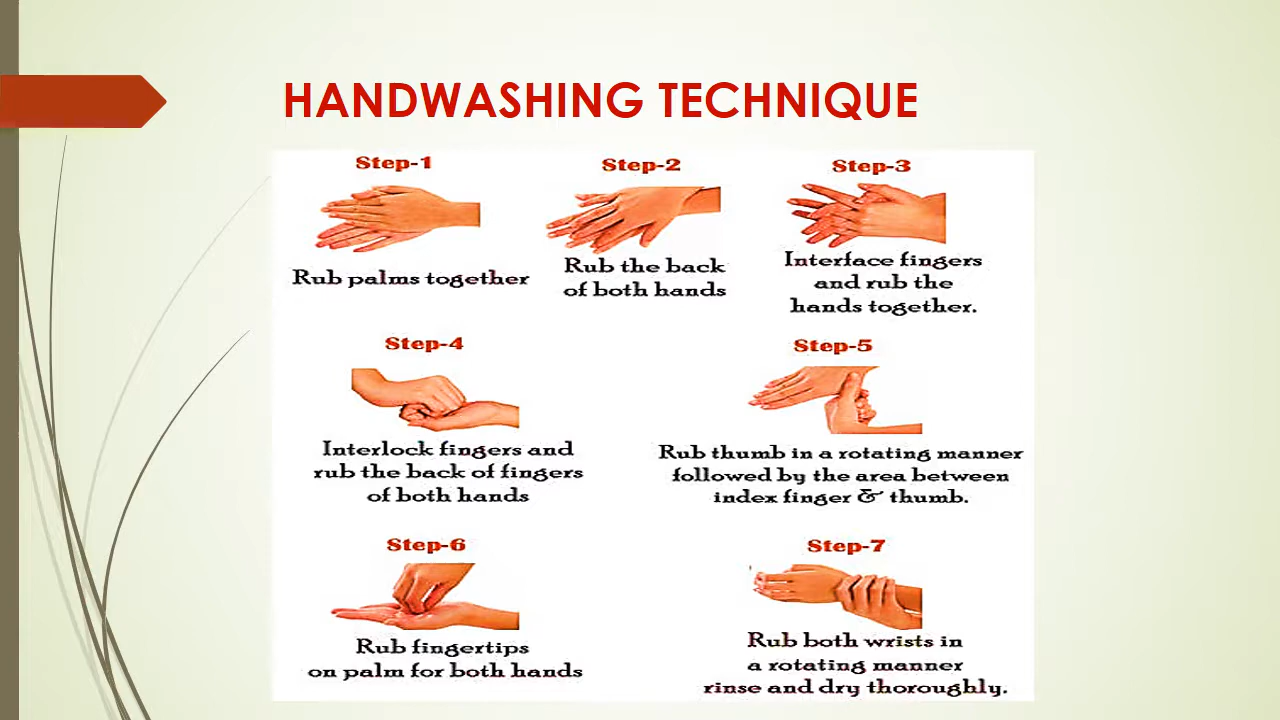 HANDWASHING TECHNIQUE
Step-1
Rub palms together
Step-2
Rub the back
of both hands
Step-3
Interface fingers
and rub the
hands together.
Step-4
Interlock fingers and
rub the back of fingers
of both hands
Step-5
Rub thumb in a rotating manner
followed by the area between
index finger & thumb.
Step-6
Rub fingertips
on palm for both hands
Step-7
Rub both wrists in
a rotating manner
rinse and dry thoroughly.